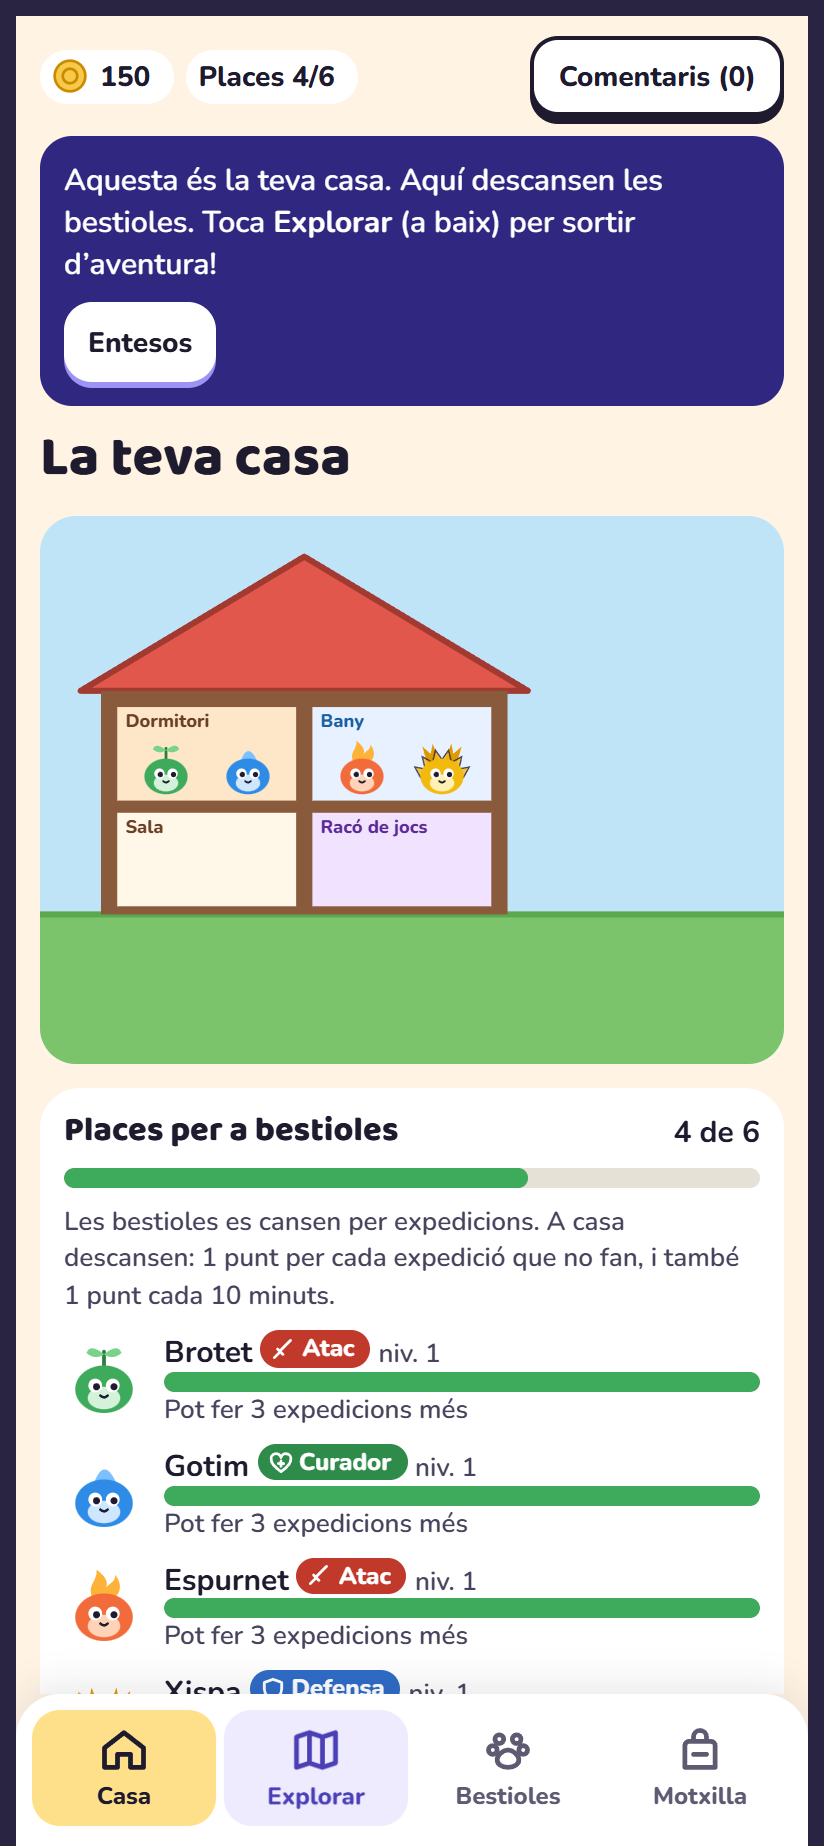 150
Places 4/6
Comentaris (0)
Aquesta és la teva casa. Aquí descansen les
bestioles. Toca Explorar (a baix) per sortir
d’aventura!
Entesos
La teva casa
Dormitori
Bany
Sala
Racó de jocs
Places per a bestioles
4 de 6
Les bestioles es cansen per expedicions. A casa
descansen: 1 punt per cada expedició que no fan, i també
1 punt cada 10 minuts.
Brotet Atac niv. 1
Pot fer 3 expedicions més
Gotim Curador niv. 1
Pot fer 3 expedicions més
Espurnet Atac niv. 1
Pot fer 3 expedicions més
Xispa Defensa niv. 1
Casa
Explorar
Bestioles
Motxilla